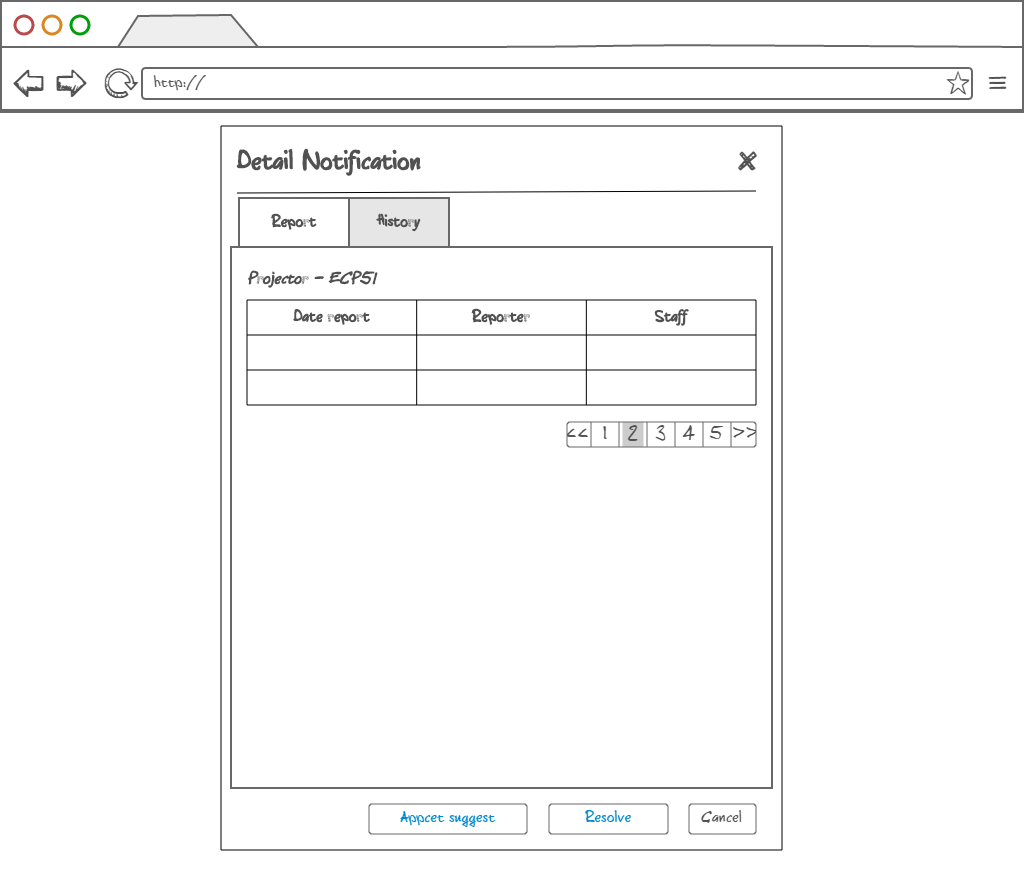 http://
Detail Notification
Report History
Projector - ECP51
Date report Reporter Staff
<< 1 2 3 4 5 >>
Appcet suggest Resolve Cancel